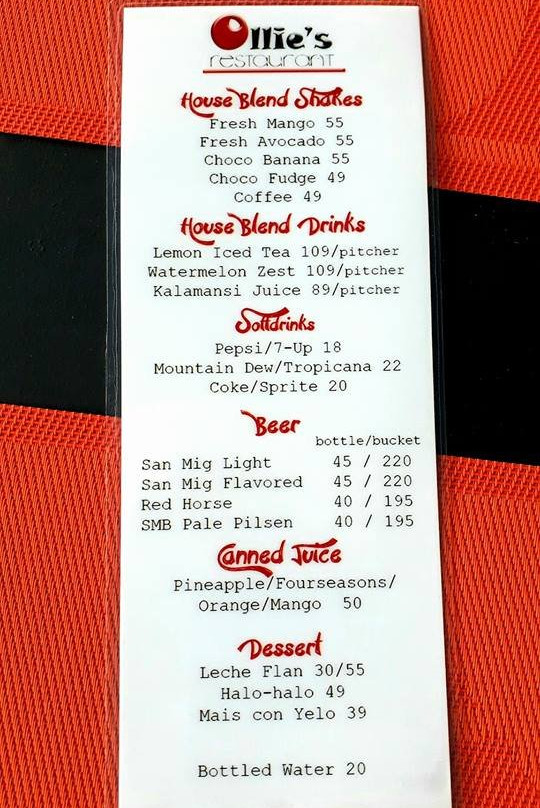 Ollie's
restaurant
House Blend Shakes
Fresh Mango 55
Fresh Avocado 55
Choco Banana 55
Choco Fudge 49
Coffee 49
House Blend Drinks
Lemon Iced Tea 109/pitcher
Watermelon Zest 109/pitcher
Kalamansi Juice 89/pitcher
Softdrinks
Pepsi/7-Up 18
Mountain Dew/Tropicana 22
Coke/Sprite 20
Beer
bottle/bucket
San Mig Light 45 / 220
San Mig Flavored 45 / 220
Red Horse 40 / 195
SMB Pale Pilsen 40 / 195
Canned Juice
Pineapple/Fourseasons/
Orange/Mango 50
Dessert
Leche Flan 30/55
Halo-halo 49
Mais con Yelo 39
Bottled Water 20